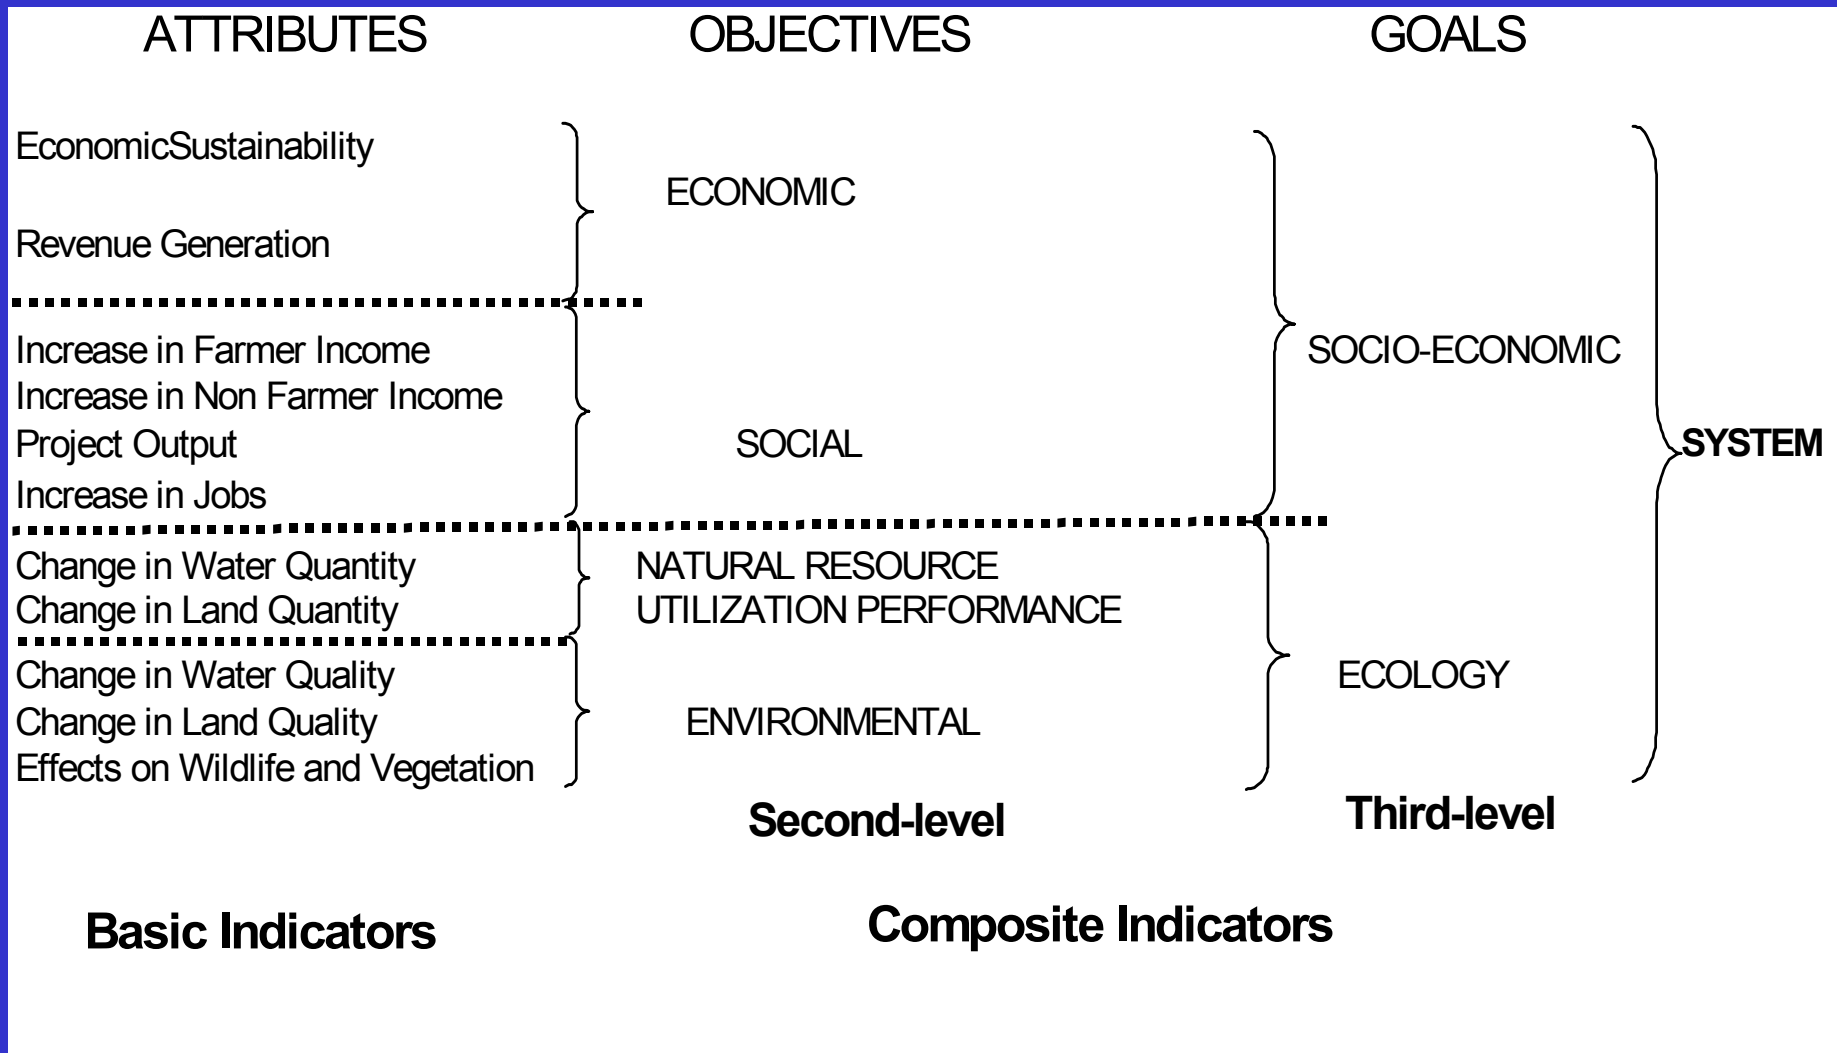 ATTRIBUTES OBJECTIVES GOALS
EconomicSustainability
ECONOMIC
Revenue Generation
Increase in Farmer Income
SOCIO-ECONOMIC
Increase in Non Farmer Income
Project Output
SOCIAL
SYSTEM
Increase in Jobs
Change in Water Quantity
NATURAL RESOURCE
Change in Land Quantity
UTILIZATION PERFORMANCE
Change in Water Quality
ECOLOGY
Change in Land Quality
ENVIRONMENTAL
Effects on Wildlife and Vegetation
Second-level
Third-level
Basic Indicators
Composite Indicators